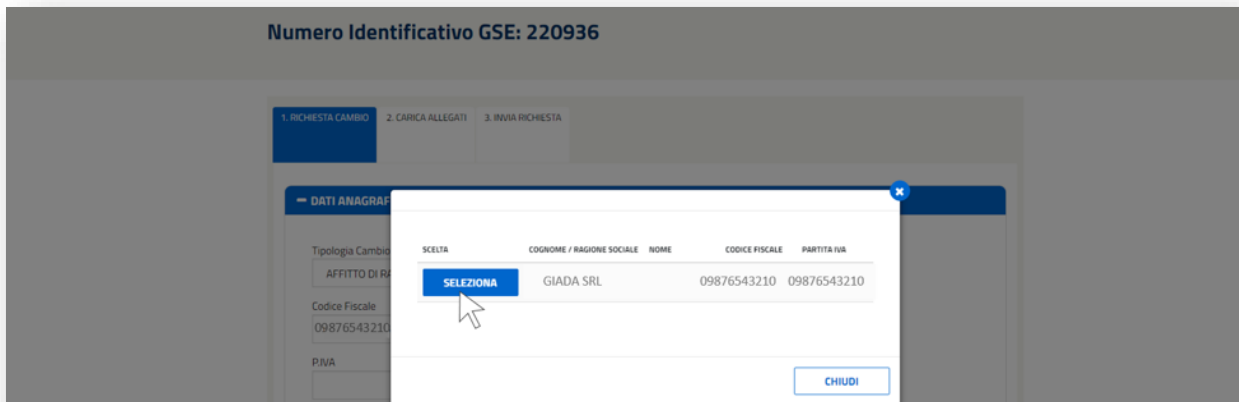 Numero Identificativo GSE: 220936
1. RICHIESTA CAMBIO 2. CARICA ALLEGATI 3. INVIA RICHIESTA
DATI ANAGRAF
Tipologia Cambio
AFFITTO DI RA
Codice Fiscale
09876543210
P.IVA
SCELTA COGNOME / RAGIONE SOCIALE NOME CODICE FISCALE PARTITA IVA
SELEZIONA GIADA SRL 09876543210 09876543210
CHIUDI